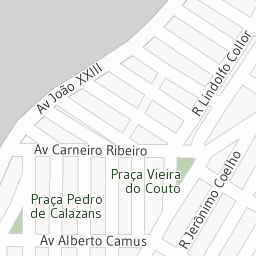 Av João XXIII
R Lindolfo Collor
Av Carneiro Ribeiro
Praça Vieira
do Couto
R Jerônimo Coelho
Praça Pedro
de Calazans
Av Alberto Camus